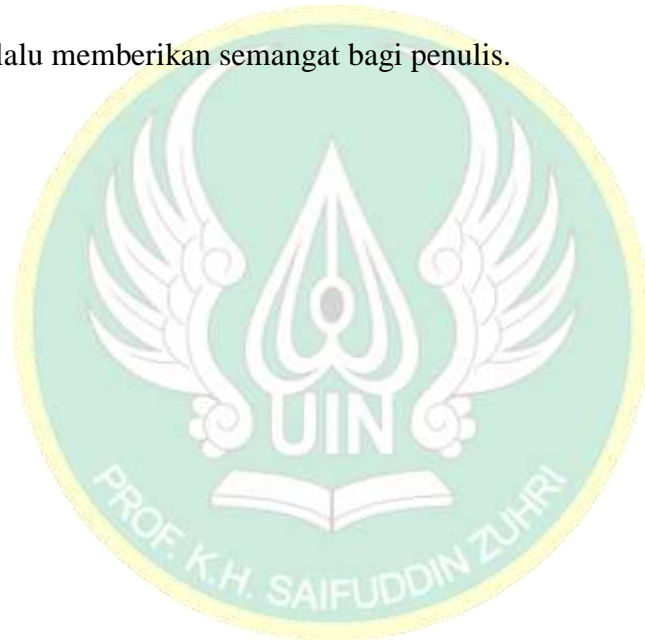 lalu memberikan semangat bagi penulis.
UIN
PROF. K.H. SAIFUDDIN ZUHRI